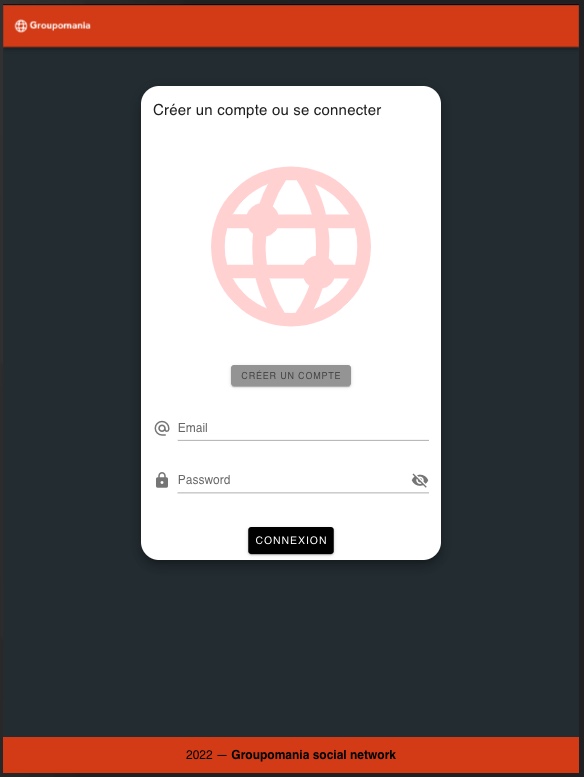 Groupomania
Créer un compte ou se connecter
CRÉER UN COMPTE
Email
Password
CONNEXION
2022 — Groupomania social network